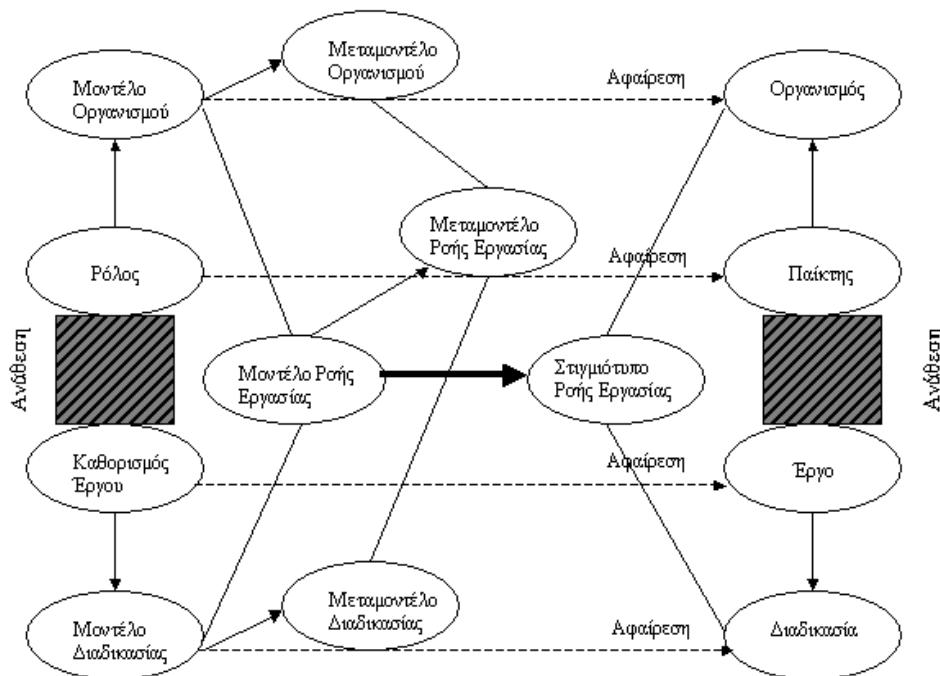 Μεταμοντέλο
Οργανισμού
Μοντέλο
Οργανισμού
Αφαίρεση
Οργανισμός
Μεταμοντέλο
Ροής Εργασίας
Ρόλος
Αφαίρεση
Παίκτης
Ανάθεση
Ανάθεση
Μοντέλο Ροής
Εργασίας
Στιγμιότυπο
Ροής Εργασίας
Καθορισμός
Έργου
Αφαίρεση
Έργο
Μεταμοντέλο
Διαδικασίας
Μοντέλο
Διαδικασίας
Αφαίρεση
Διαδικασία